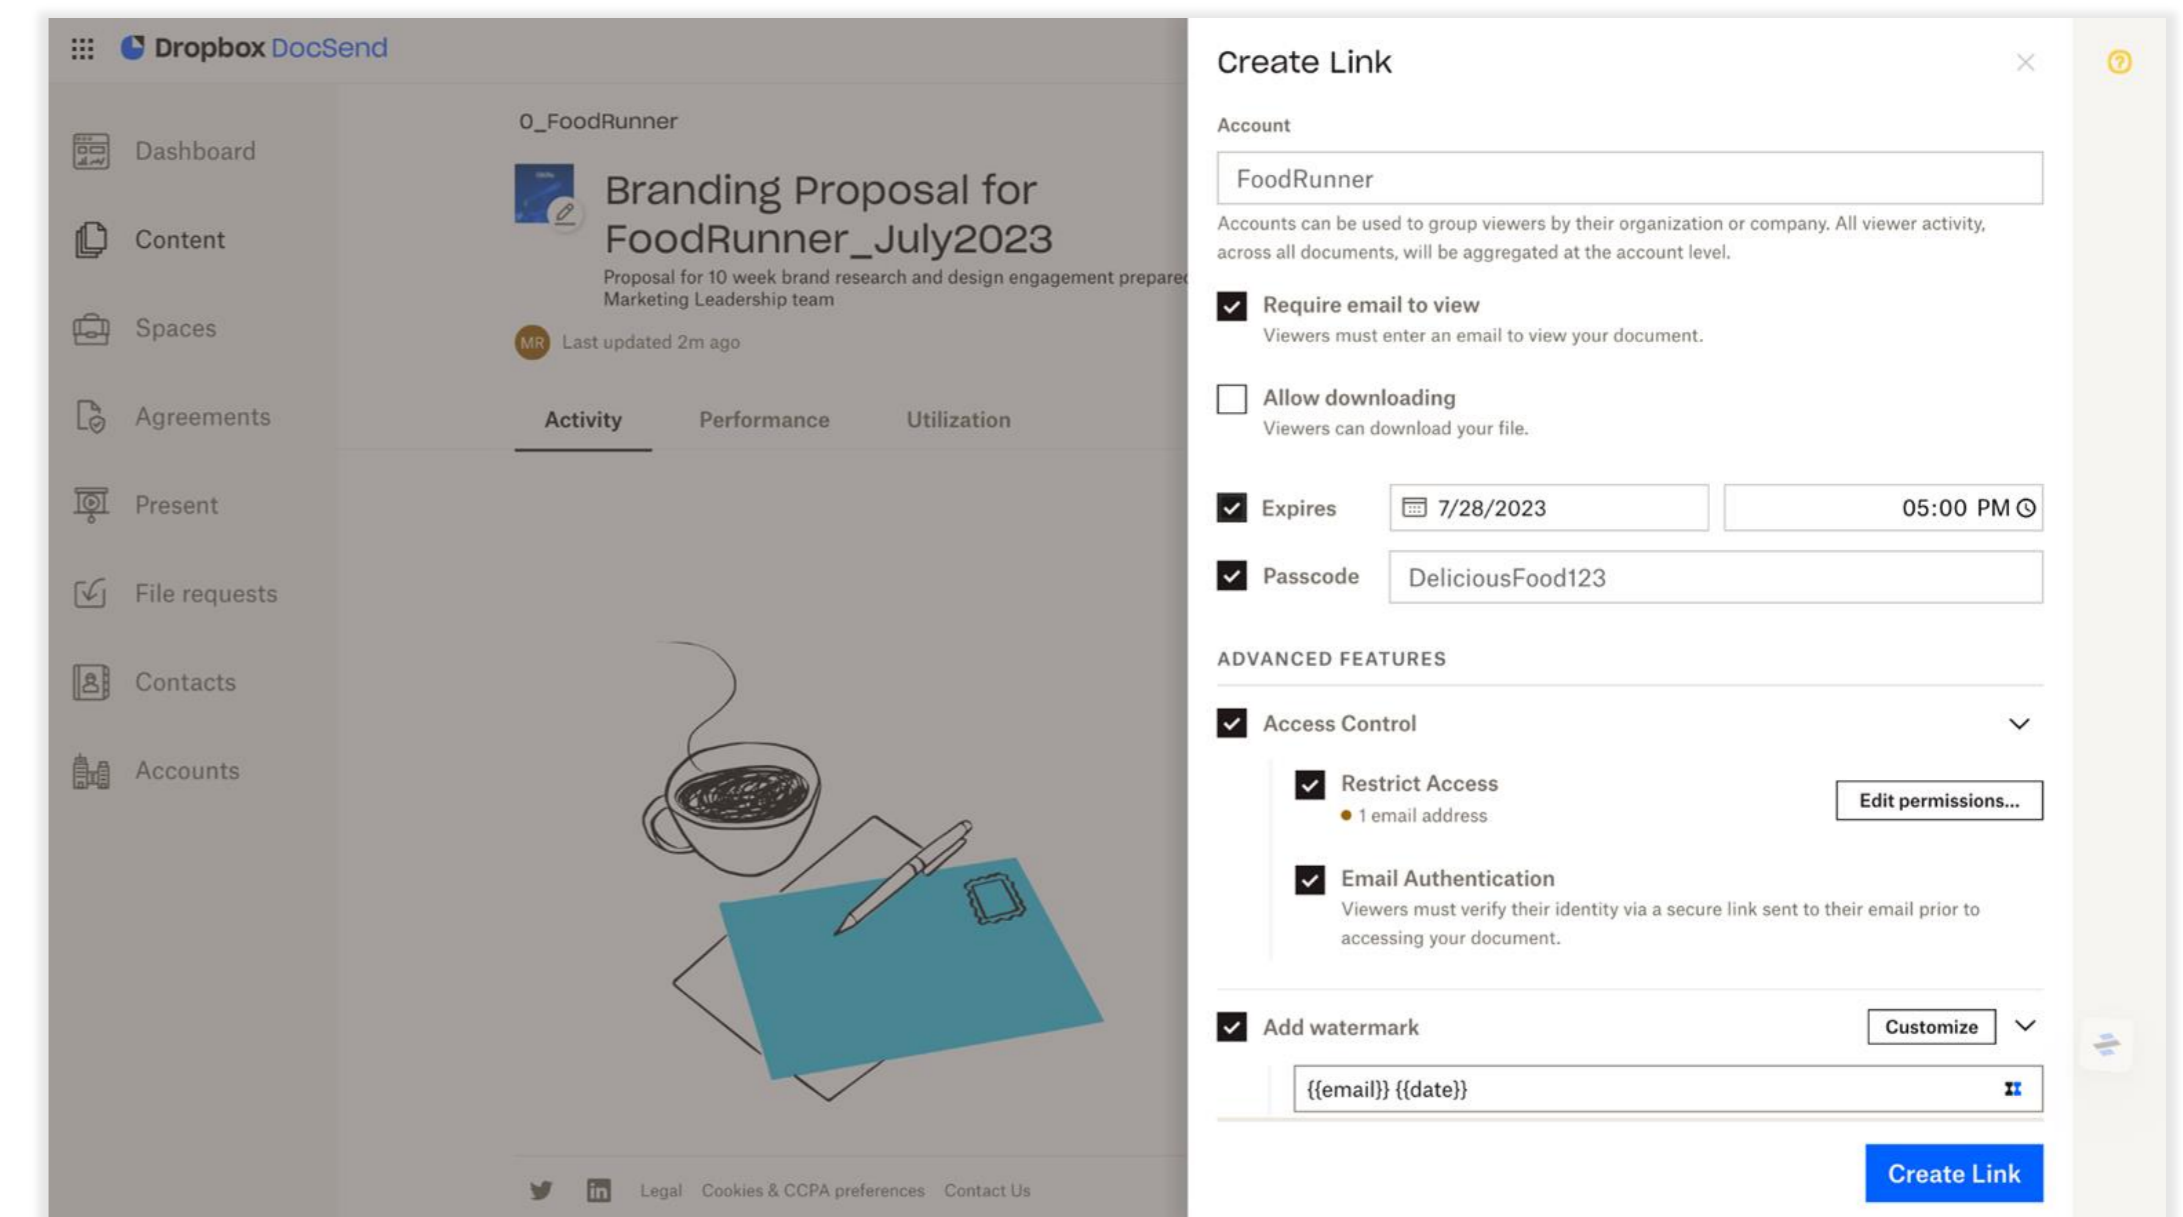 Dropbox DocSend
Dashboard
Content
Spaces
Agreements
Present
File requests
Contacts
Accounts
0_FoodRunner
Branding Proposal for
FoodRunner_July2023
Proposal for 10 week brand research and design engagement prepared
Marketing Leadership team
MR Last updated 2m ago
Activity Performance Utilization
Legal Cookies & CCPA preferences Contact Us
Create Link
Account
FoodRunner
Accounts can be used to group viewers by their organization or company. All viewer activity,
across all documents, will be aggregated at the account level.
Require email to view
Viewers must enter an email to view your document.
Allow downloading
Viewers can download your file.
Expires 7/28/2023 05:00 PM
Passcode DeliciousFood123
ADVANCED FEATURES
Access Control
Restrict Access
1 email address
Edit permissions...
Email Authentication
Viewers must verify their identity via a secure link sent to their email prior to
accessing your document.
Add watermark Customize
{{email}} {{date}}
Create Link